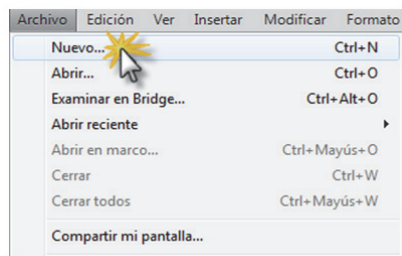 Archivo Edición Ver Insertar Modificar Formato
Nuevo... Ctrl+N
Abrir... Ctrl+O
Examinar en Bridge... Ctrl+Alt+O
Abrir reciente
Abrir en marco... Ctrl+Mayús+O
Cerrar Ctrl+W
Cerrar todos Ctrl+Mayús+W
Compartir mi pantalla...